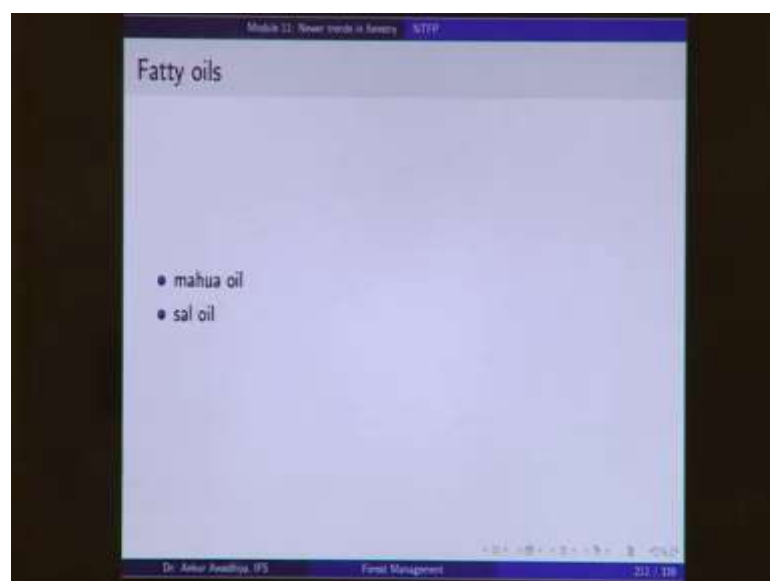 Module 11: Newer trends in forestry NTFP
Fatty oils
mahua oil
sal oil
Dr. Ankur Awadhiya, IFS Forest Management